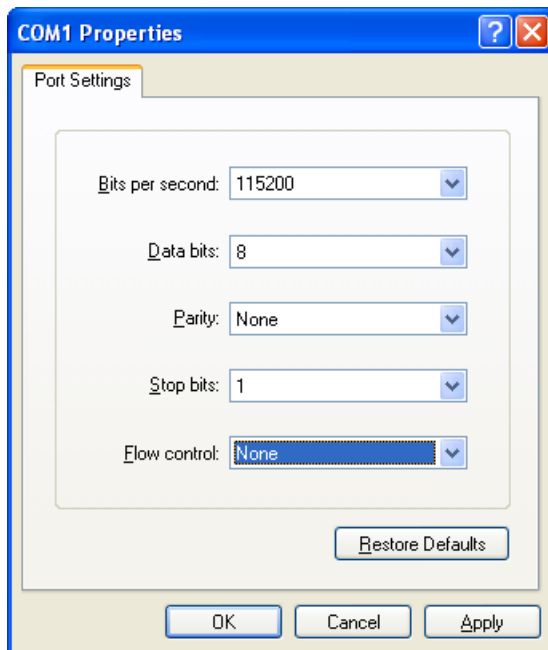 COM1 Properties
Port Settings
Bits per second: 115200
Data bits: 8
Parity: None
Stop bits: 1
Flow control: None
Restore Defaults
OK Cancel Apply